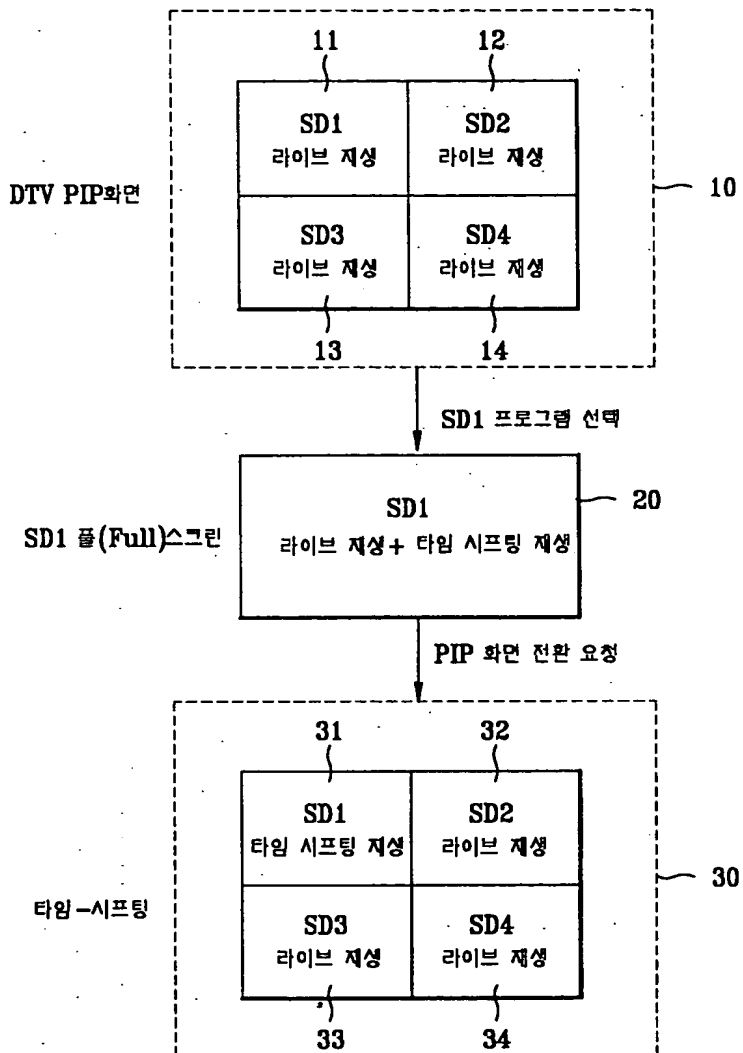 11 12
SD1 SD2
라이브 재생 라이브 재생
DTV PIP화면
10
SD3 SD4
라이브 재생 라이브 재생
13 14
SD1 프로그램 선택
SD1
20
SD1 풀(Full)스크린
라이브 재생+ 타임 시프팅 재생
PIP 화면 전환 요청
31 32
SD1 SD2
타임 시프팅 재생 라이브 재생
30
타임-시프팅
SD3 SD4
라이브 재생 라이브 재생
33 34